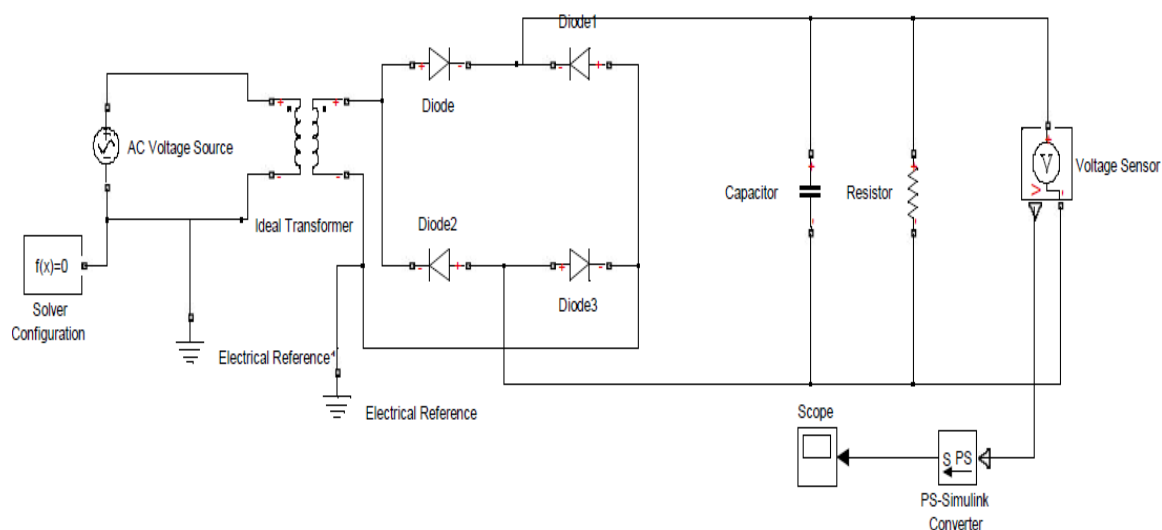 Diode1
Diode
AC Voltage Source
Ideal Transformer
Diode2
Diode3
f(x)=0
Solver
Configuration
Electrical Reference*
Electrical Reference
Capacitor
Resistor
V
V
Voltage Sensor
Scope
S PS
PS-Simulink
Converter